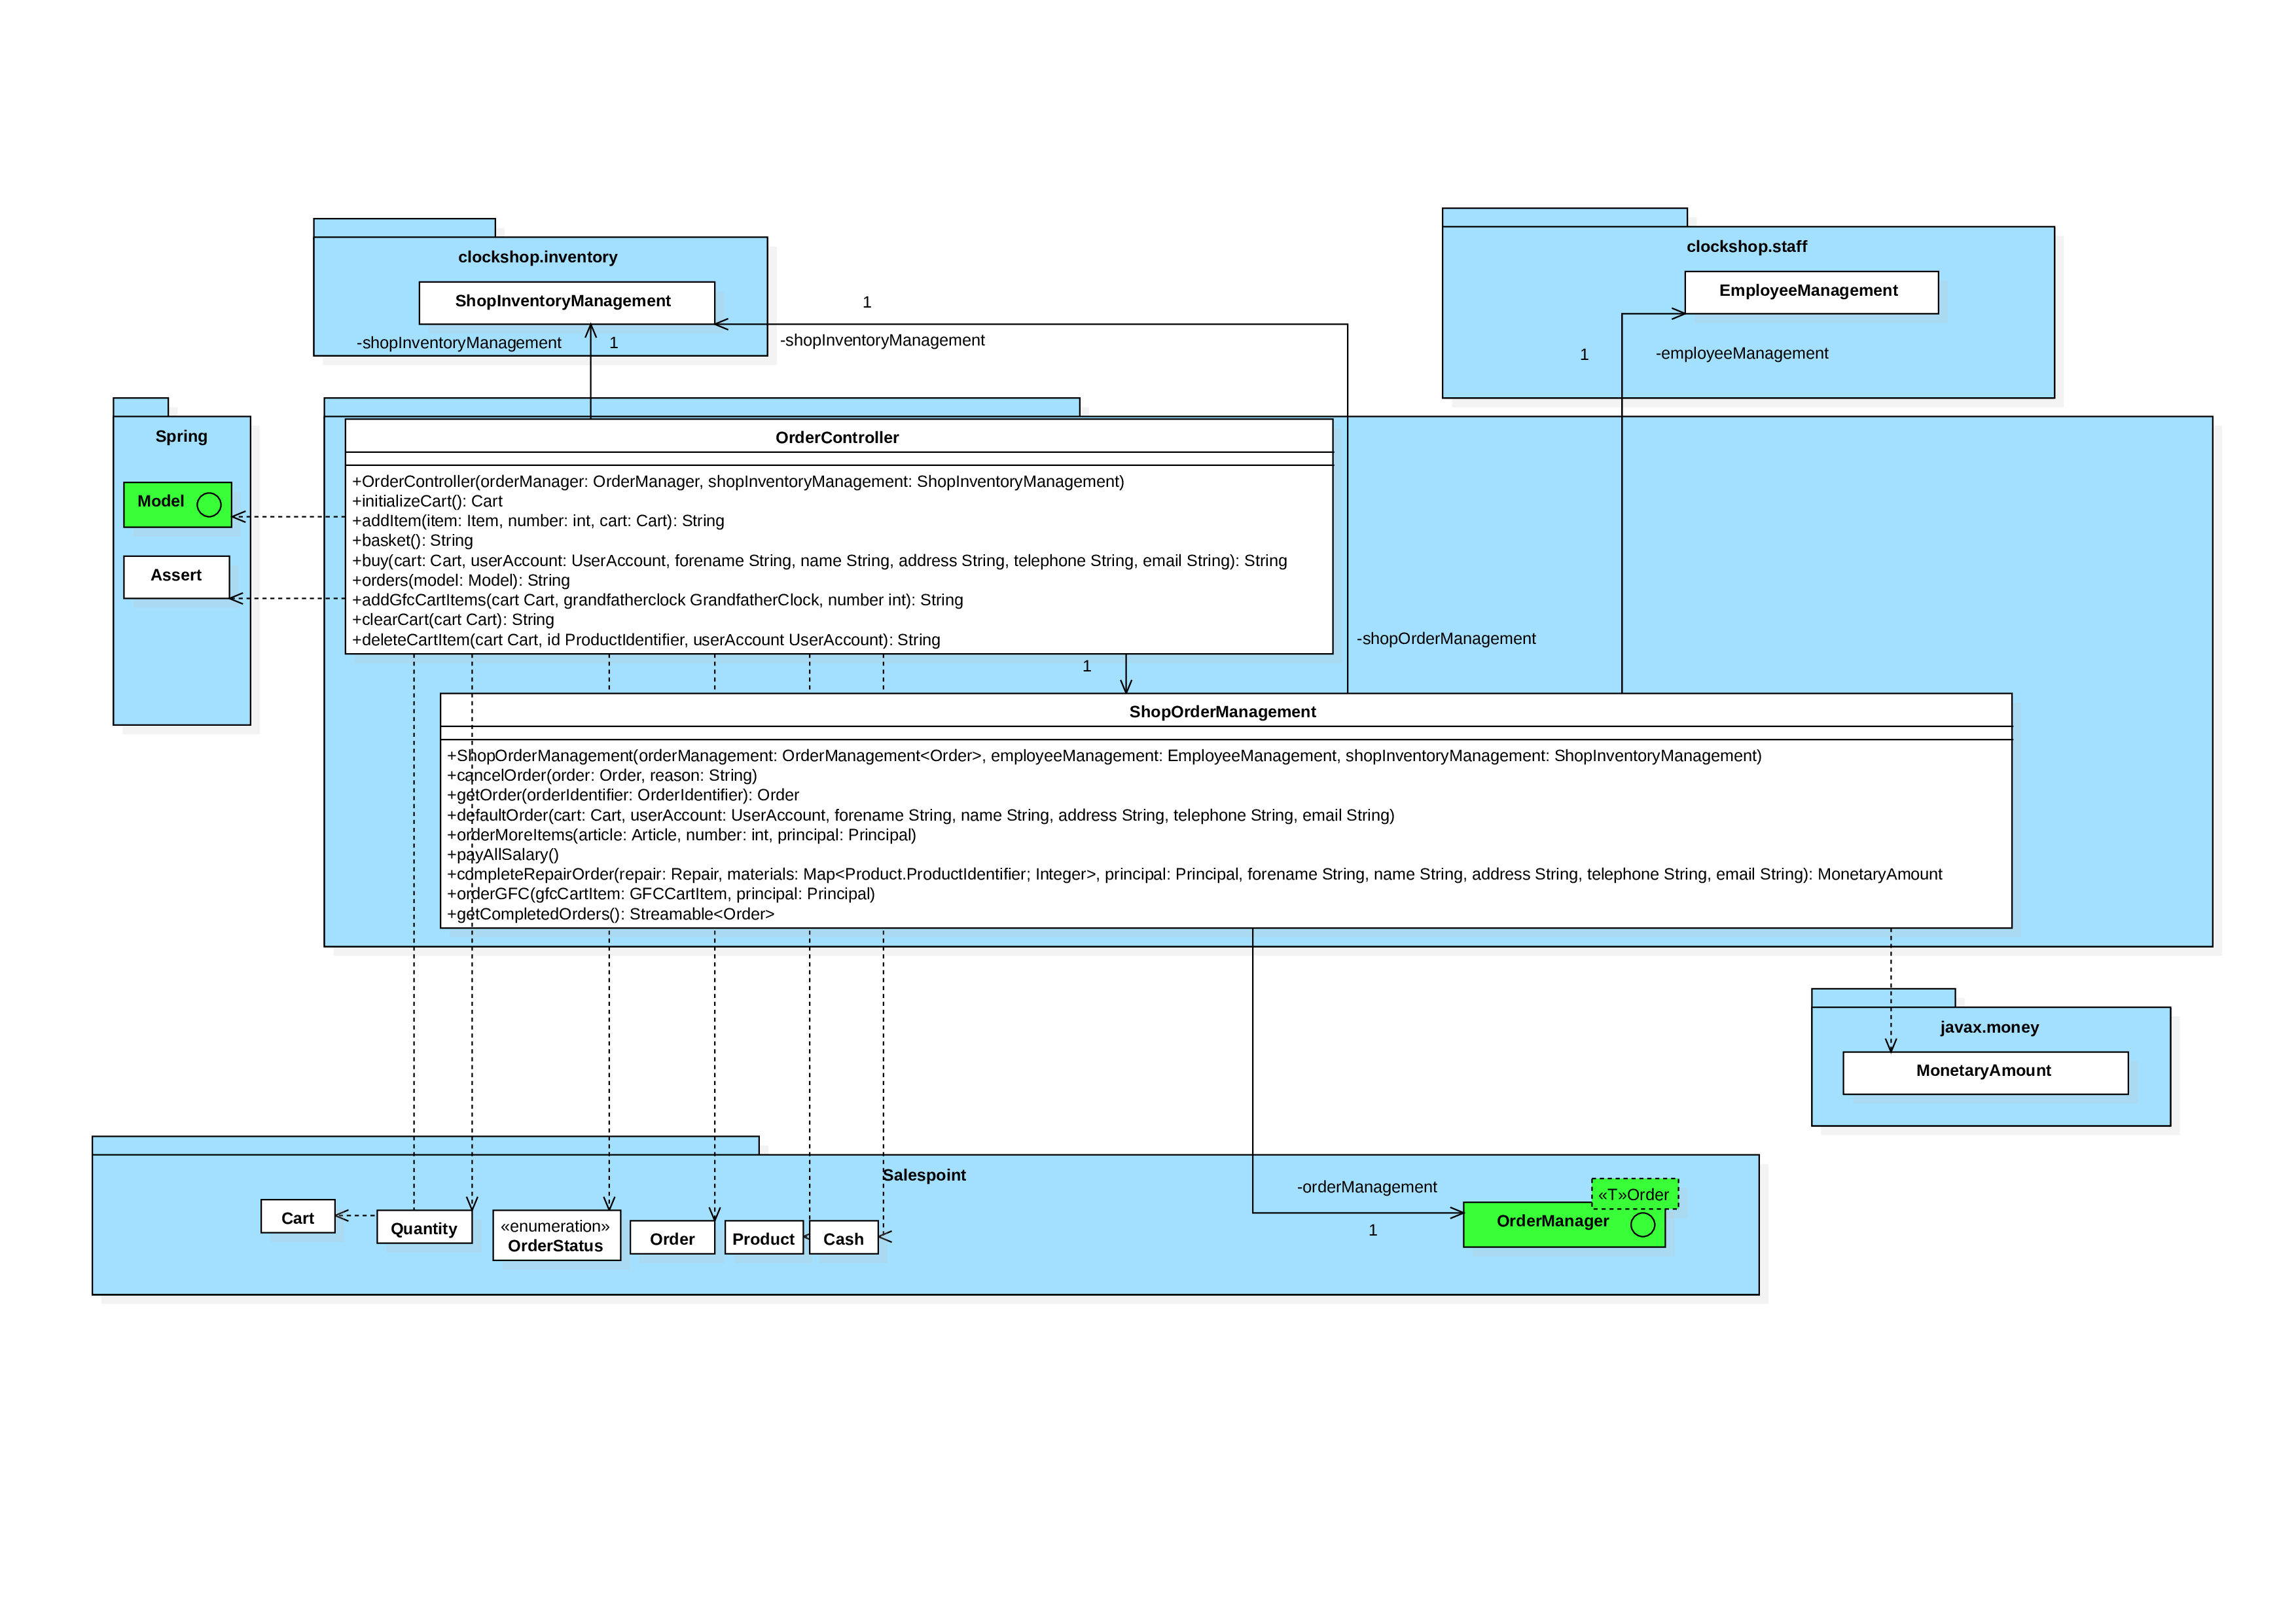 clockshop.inventory
ShopInventoryManagement
-shopInventoryManagement
1
1
-shopInventoryManagement
clockshop.staff
EmployeeManagement
1
-employeeManagement
Spring
Model
Assert
OrderController
+OrderController(orderManager: OrderManager, shopInventoryManagement: ShopInventoryManagement)
+initializeCart(): Cart
+addItem(item: Item, number: int, cart: Cart): String
+basket(): String
+buy(cart: Cart, userAccount: UserAccount, forename String, name String, address String, telephone String, email String): String
+orders(model: Model): String
+addGfcCartItems(cart Cart, grandfatherclock GrandfatherClock, number int): String
+clearCart(cart Cart): String
+deleteCartItem(cart Cart, id ProductIdentifier, userAccount UserAccount): String
-shopOrderManagement
1
ShopOrderManagement
+ShopOrderManagement(orderManagement: OrderManagement<Order>, employeeManagement: EmployeeManagement, shopInventoryManagement: ShopInventoryManagement)
+cancelOrder(order: Order, reason: String)
+getOrder(orderIdentifier: OrderIdentifier): Order
+defaultOrder(cart: Cart, userAccount: UserAccount, forename String, name String, address String, telephone String, email String)
+orderMoreItems(article: Article, number: int, principal: Principal)
+payAllSalary()
+completeRepairOrder(repair: Repair, materials: Map<Product.ProductIdentifier; Integer>, principal: Principal, forename String, name String, address String, telephone String, email String): MonetaryAmount
+orderGFC(gfcCartItem: GFCCartItem, principal: Principal)
+getCompletedOrders(): Streamable<Order>
javax.money
MonetaryAmount
Salespoint
Cart
Quantity
«enumeration»
OrderStatus
Order
Product
Cash
-orderManagement
1
«T»Order
OrderManager